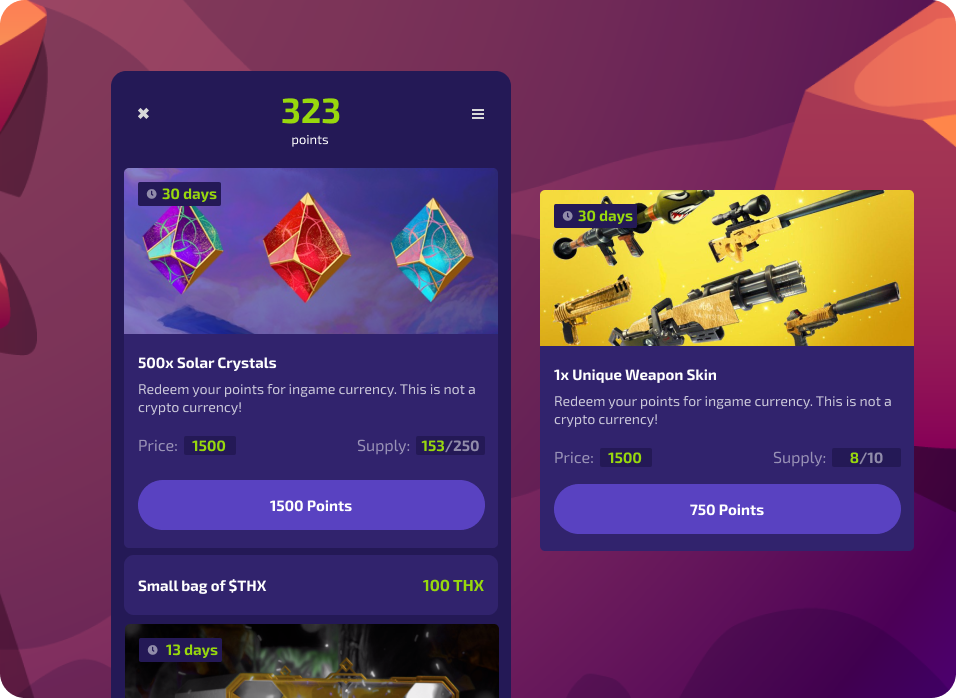 323
points
30 days
500x Solar Crystals
Redeem your points for ingame currency. This is not a
crypto currency!
Price: 1500 Supply: 153/250
1500 Points
Small bag of $THX 100 THX
13 days
30 days
1x Unique Weapon Skin
Redeem your points for ingame currency. This is not a
crypto currency!
Price: 1500 Supply: 8/10
750 Points